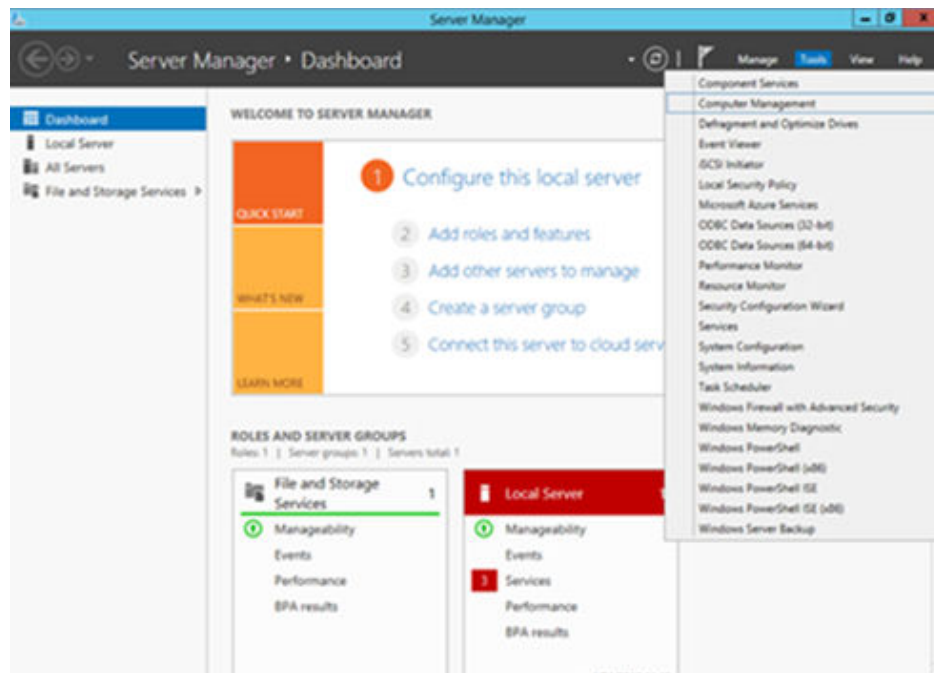 Server Manager
Server Manager • Dashboard
Manage Tools View Help
Dashboard
Local Server
All Servers
File and Storage Services
WELCOME TO SERVER MANAGER
QUICK START
WHAT'S NEW
LEARN MORE
1 Configure this local server
2 Add roles and features
3 Add other servers to manage
4 Create a server group
5 Connect this server to cloud serv
ROLES AND SERVER GROUPS
Roles: 1 | Server groups: 1 | Servers total: 1
File and Storage Services 1
Manageability
Events
Performance
BPA results
Local Server 1
Manageability
Events
3 Services
Performance
BPA results
Component Services
Computer Management
Defragment and Optimize Drives
Event Viewer
iSCSI Initiator
Local Security Policy
Microsoft Azure Services
ODBC Data Sources (32-bit)
ODBC Data Sources (64-bit)
Performance Monitor
Resource Monitor
Security Configuration Wizard
Services
System Configuration
System Information
Task Scheduler
Windows Firewall with Advanced Security
Windows Memory Diagnostic
Windows PowerShell
Windows PowerShell (x86)
Windows PowerShell ISE
Windows PowerShell ISE (x86)
Windows Server Backup